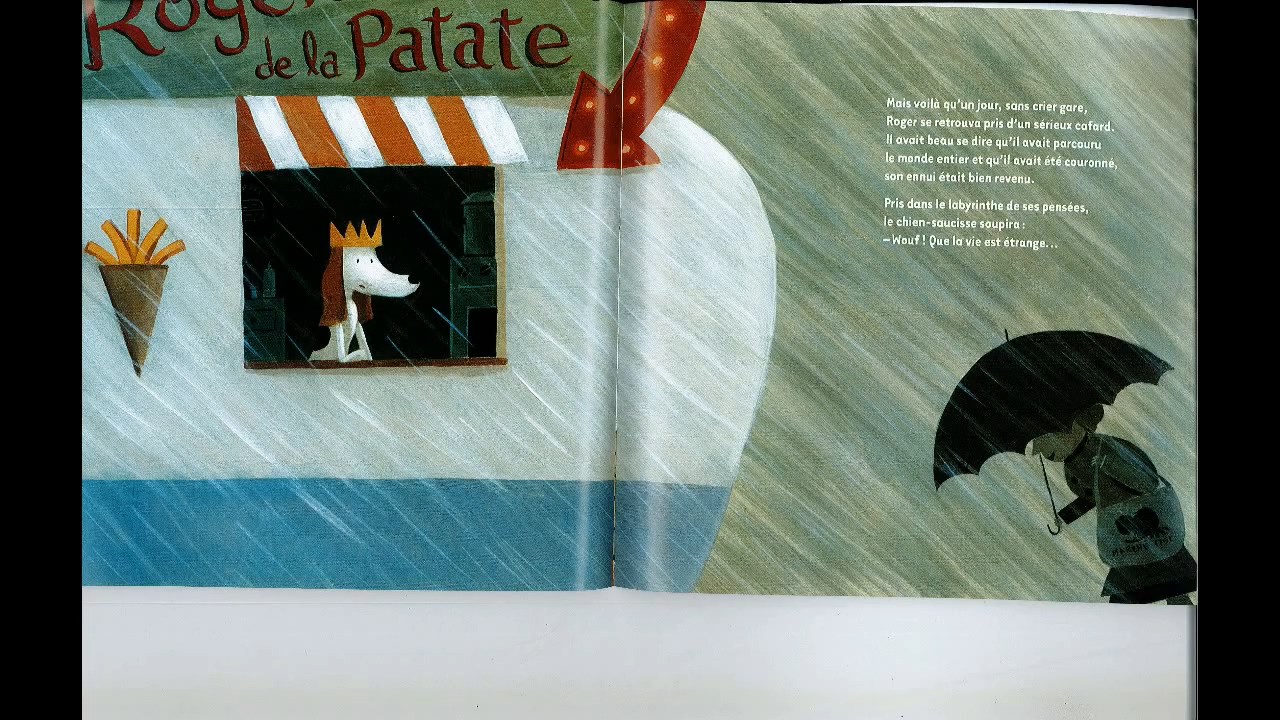 Roger
de la Patate
Mais voilà qu'un jour, sans crier gare,
Roger se retrouva pris d'un sérieux cafard.
Il avait beau se dire qu'il avait parcouru
le monde entier et qu'il avait été couronné,
son ennui était bien revenu.
Pris dans le labyrinthe de ses pensées,
le chien-saucisse soupira :
– Wouf ! Que la vie est étrange...